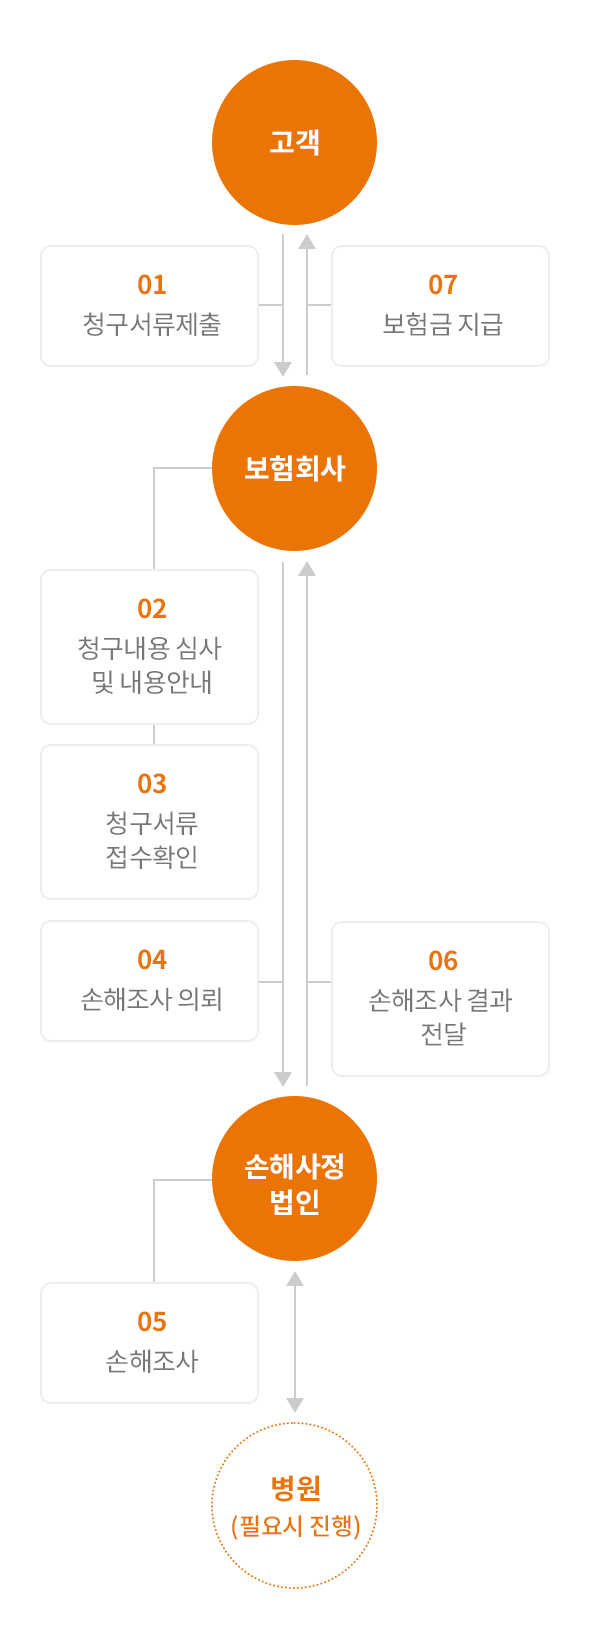 고객
01
청구서류제출
07
보험금 지급
보험회사
02
청구내용 심사
및 내용안내
03
청구서류
접수확인
04
손해조사 의뢰
06
손해조사 결과
전달
손해사정
법인
05
손해조사
병원
(필요시 진행)